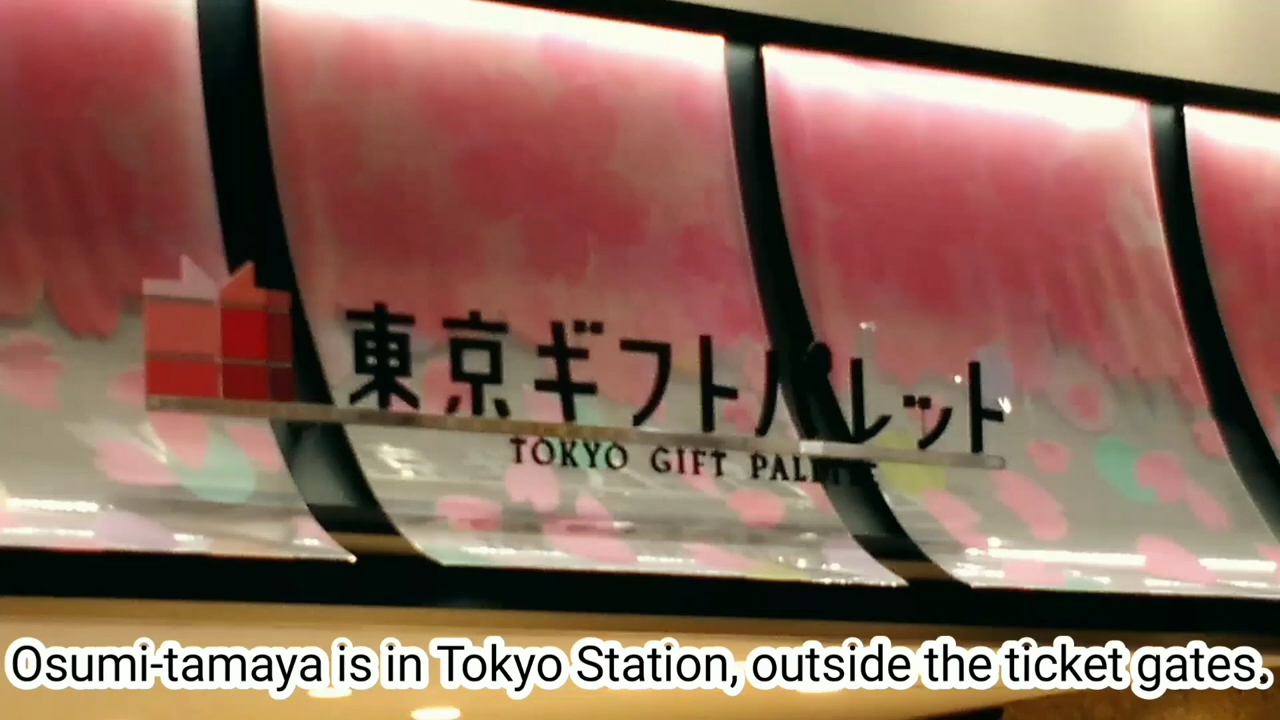 東京ギフトパレット
TOKYO GIFT PALETTE
Osumi-tamaya is in Tokyo Station, outside the ticket gates.